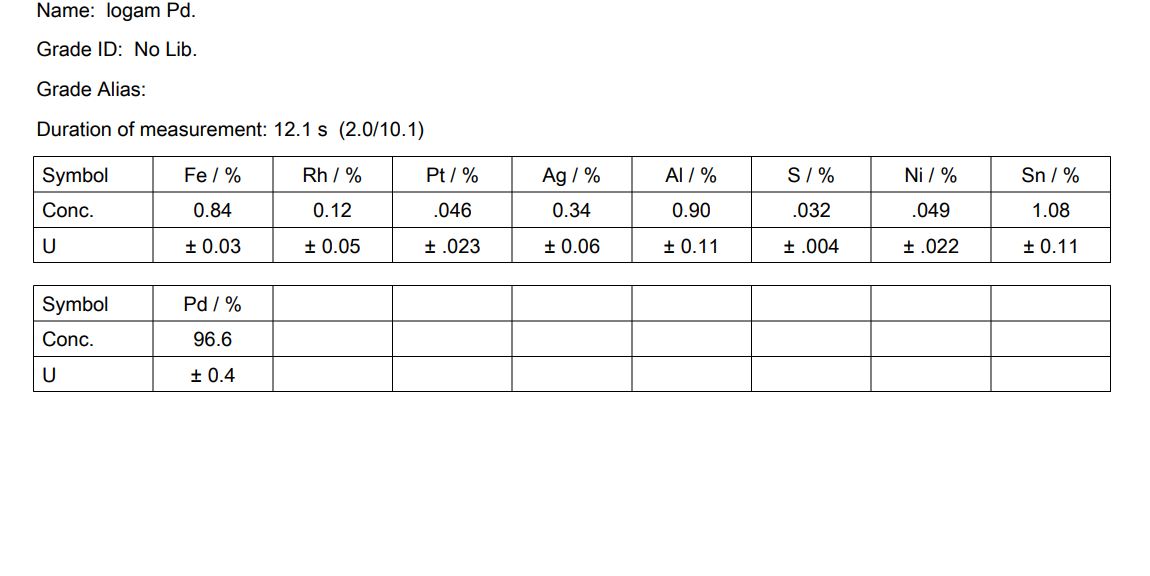 Name: logam Pd.
Grade ID: No Lib.
Grade Alias:
Duration of measurement: 12.1 s (2.0/10.1)
Symbol Fe / % Rh / % Pt / % Ag / % Al / % S / % Ni / % Sn / %
Conc. 0.84 0.12 .046 0.34 0.90 .032 .049 1.08
U ± 0.03 ± 0.05 ± .023 ± 0.06 ± 0.11 ± .004 ± .022 ± 0.11
Symbol Pd / %
Conc. 96.6
U ± 0.4